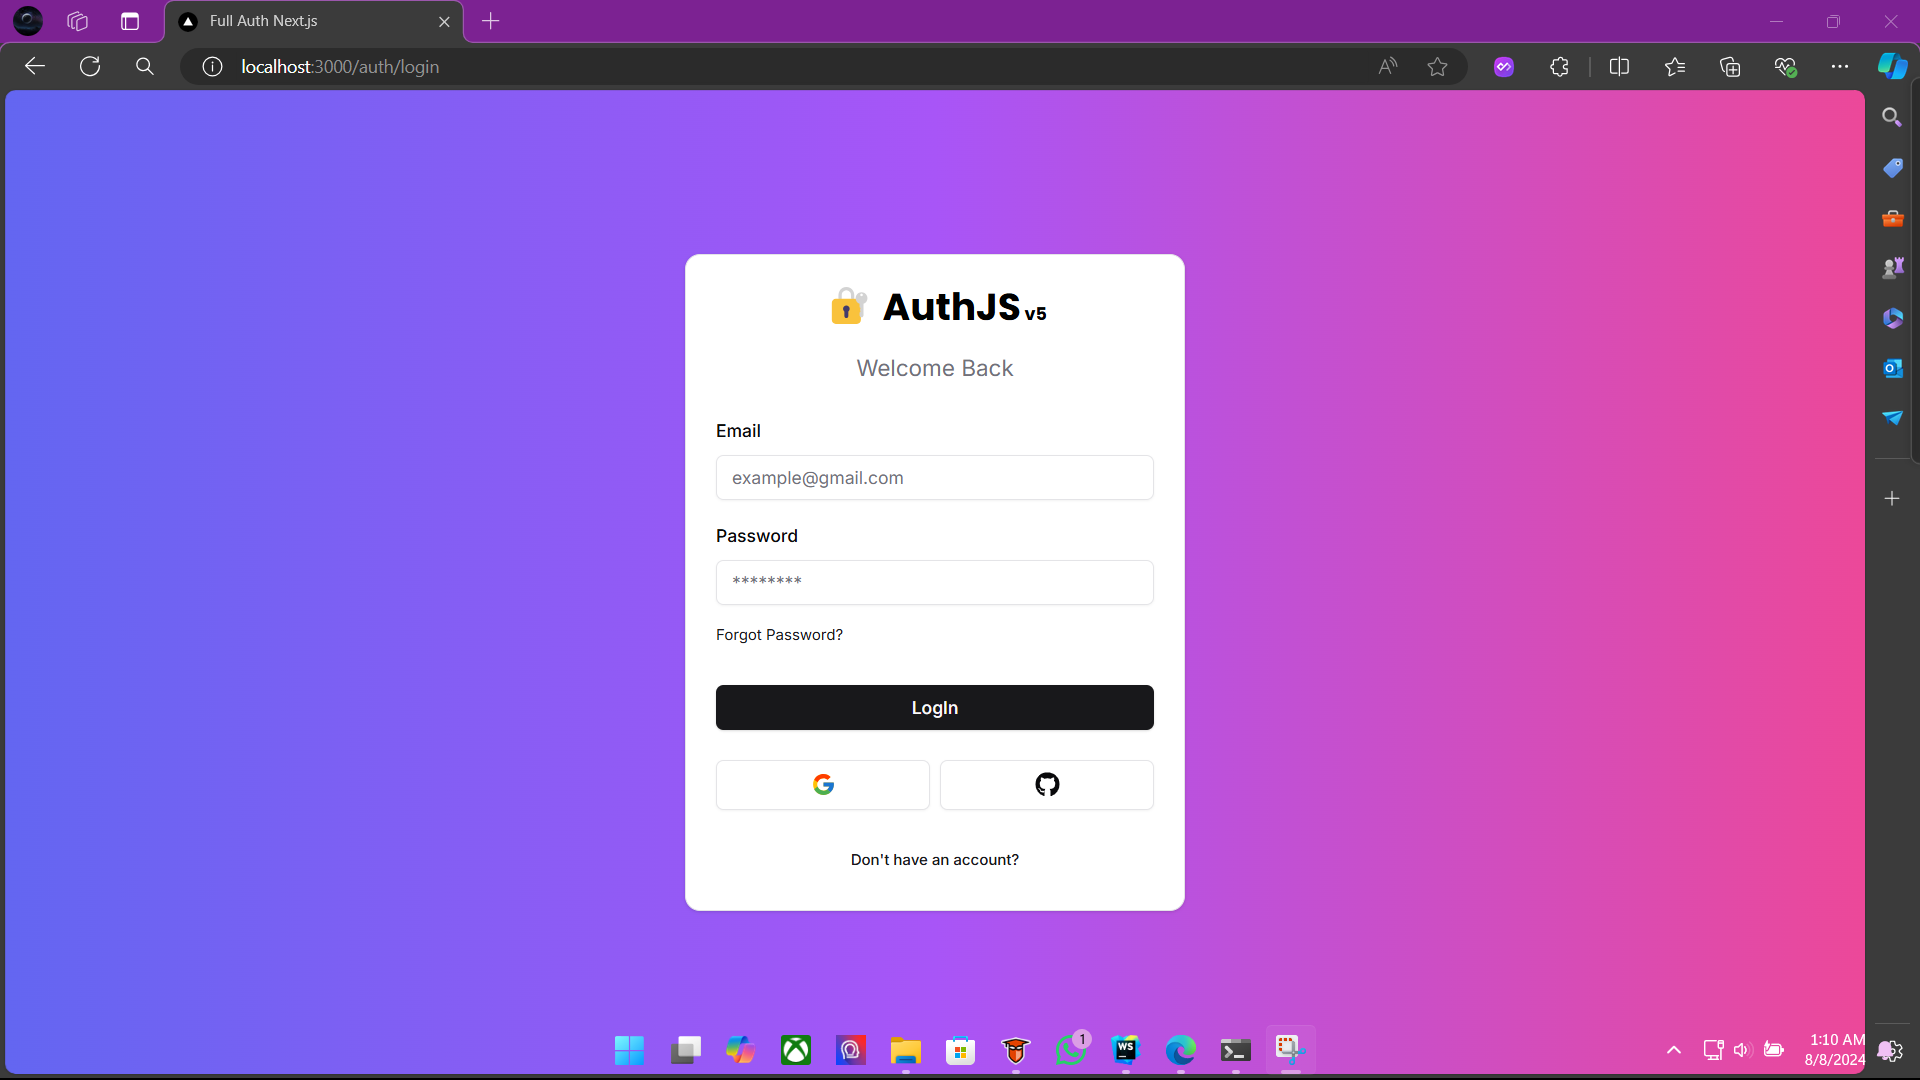 Full Auth Next.js
localhost:3000/auth/login
AuthJS v5
Welcome Back
Email
example@gmail.com
Password
********
Forgot Password?
LogIn
Don't have an account?
1
WS
1:10 AM
8/8/2024